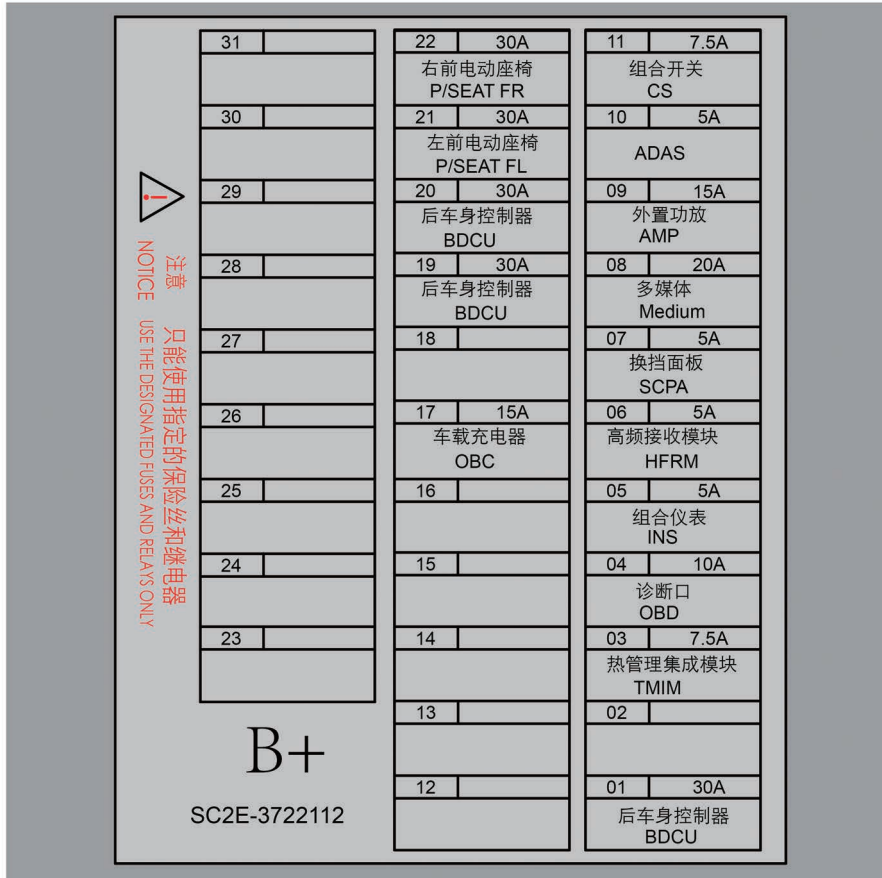 31
30
29
28
27
26
25
24
23
B+
SC2E-3722112
22 30A
右前电动座椅
P/SEAT FR
21 30A
左前电动座椅
P/SEAT FL
20 30A
后车身控制器
BDCU
19 30A
后车身控制器
BDCU
18
17 15A
车载充电器
OBC
16
15
14
13
12
11 7.5A
组合开关
CS
10 5A
ADAS
09 15A
外置功放
AMP
08 20A
多媒体
Medium
07 5A
换挡面板
SCPA
06 5A
高频接收模块
HFRM
05 5A
组合仪表
INS
04 10A
诊断口
OBD
03 7.5A
热管理集成模块
TMIM
02
01 30A
后车身控制器
BDCU
注意 只能使用指定的保险丝和继电器
NOTICE USE THE DESIGNATED FUSES AND RELAYS ONLY